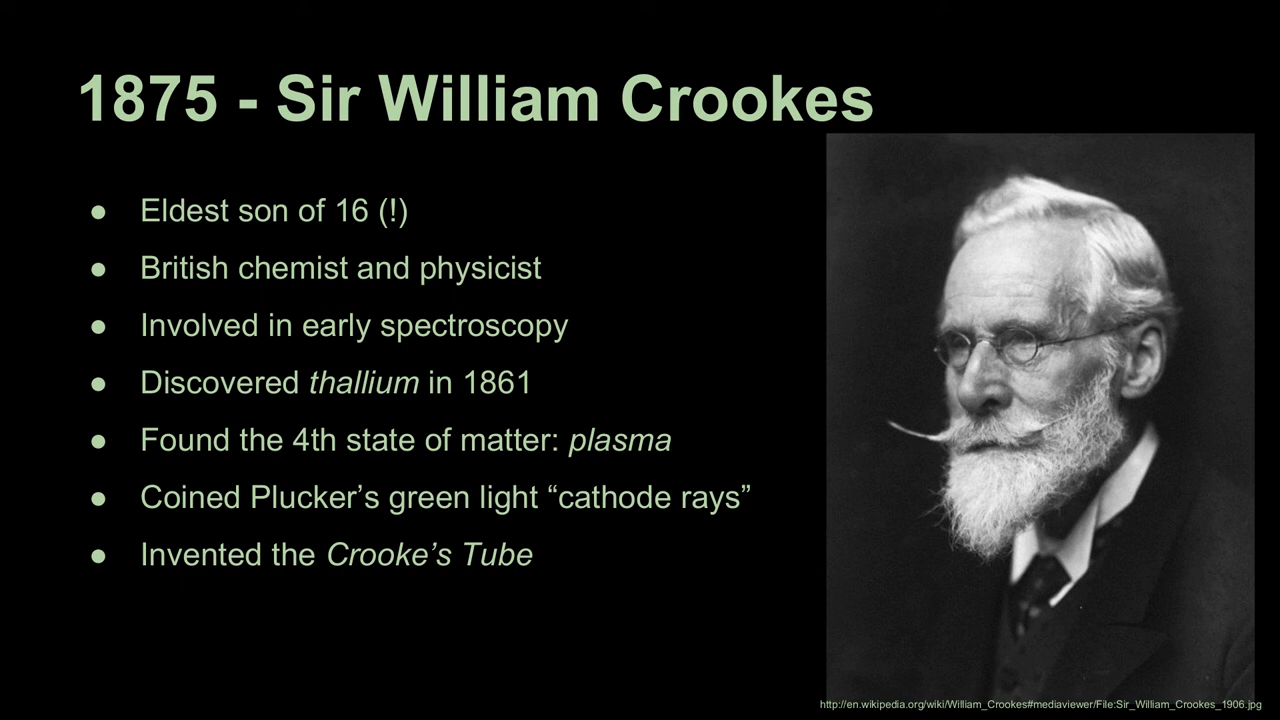 1875 - Sir William Crookes
● Eldest son of 16 (!)
● British chemist and physicist
● Involved in early spectroscopy
● Discovered thallium in 1861
● Found the 4th state of matter: plasma
● Coined Plucker’s green light “cathode rays”
● Invented the Crooke’s Tube
http://en.wikipedia.org/wiki/William_Crookes#mediaviewer/File:Sir_William_Crookes_1906.jpg